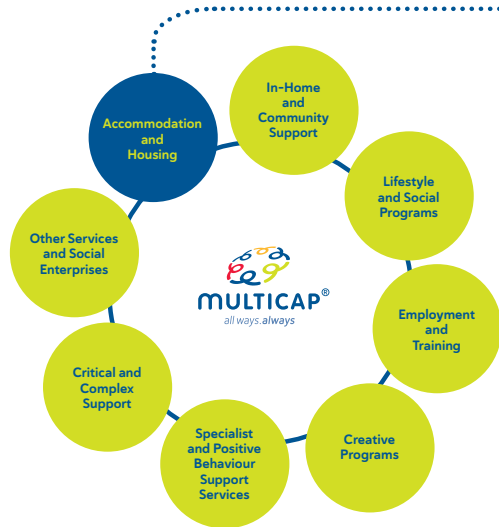 Accommodation
and
Housing
In-Home
and
Community
Support
Lifestyle
and Social
Programs
Employment
and
Training
Creative
Programs
Specialist
and Positive
Behaviour
Support
Services
Critical and
Complex
Support
Other Services
and Social
Enterprises
MULTICAP®
all ways.always